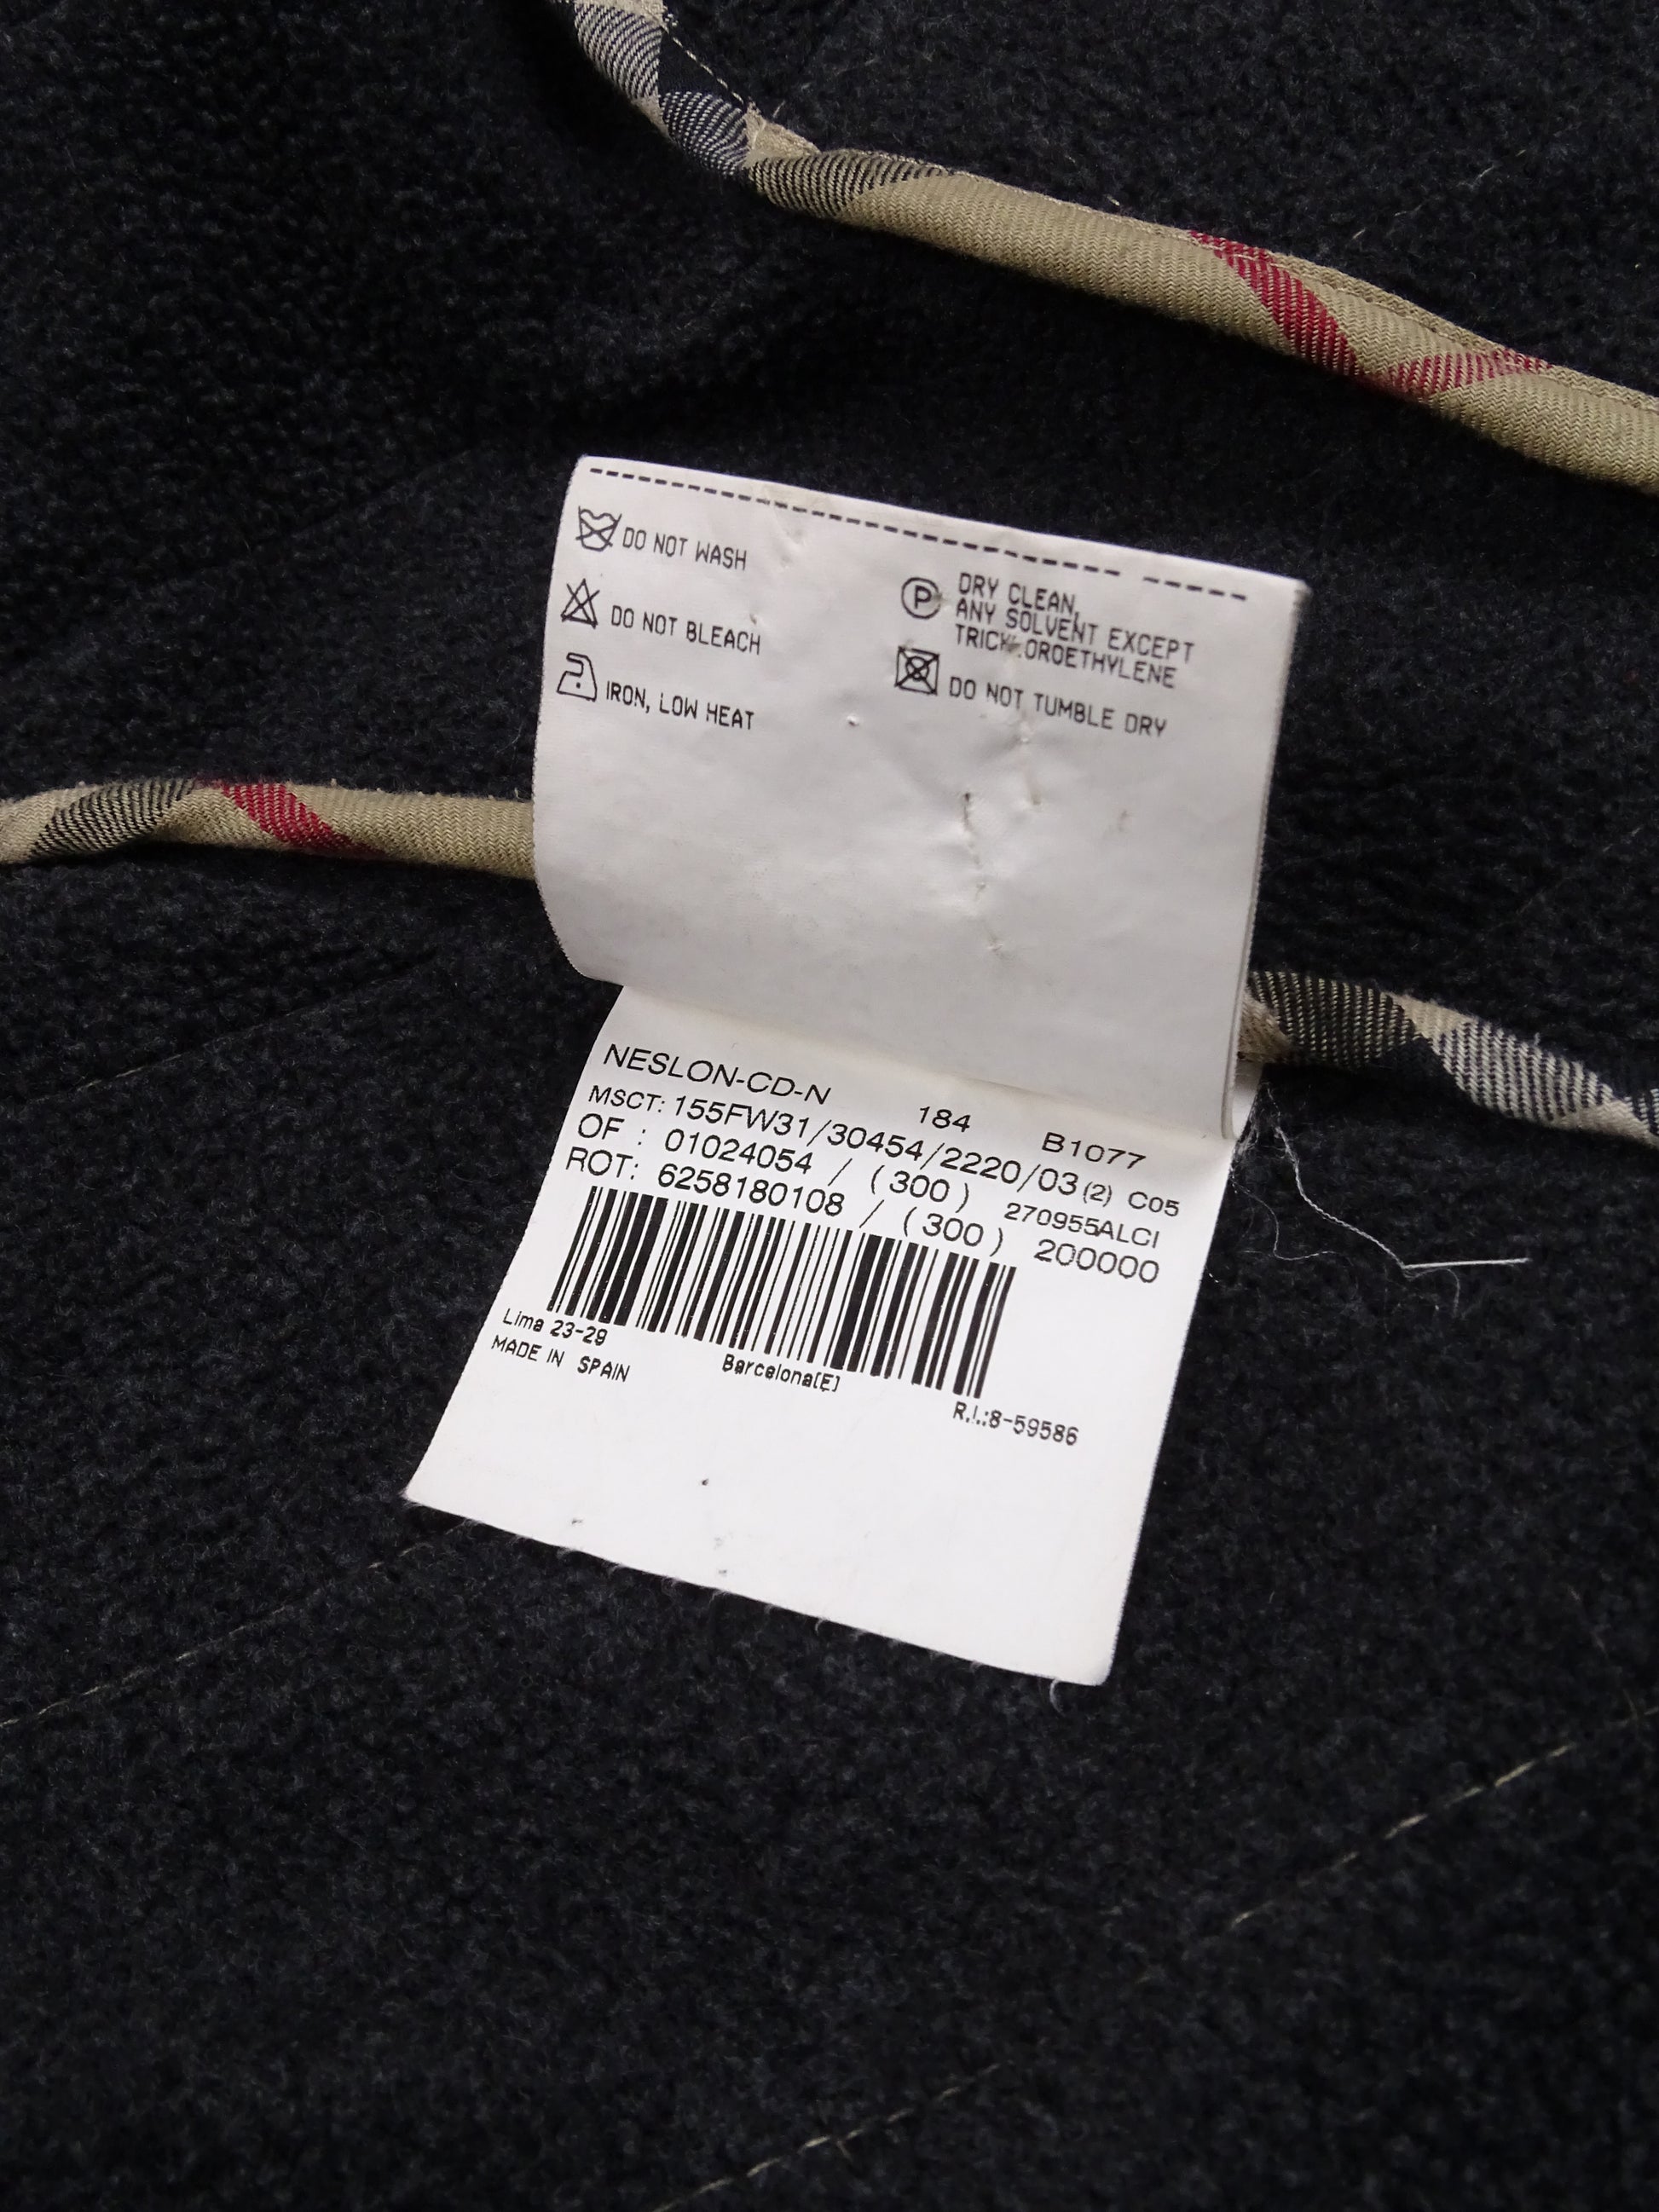 DO NOT WASH
DO NOT BLEACH
IRON, LOW HEAT
P
DRY CLEAN,
ANY SOLVENT EXCEPT
DO NOT TUMBLE DRY
NESLON-CD-N 184 B1077
MSCT: 155FW31/30454/2220/03 (2) C05
OF : 01024054 / (300) 270955ALCI
ROT: 6258180108 / (300) 200000
Lima 23-29 Barcelona(E) R.I.:8-59586
MADE IN SPAIN